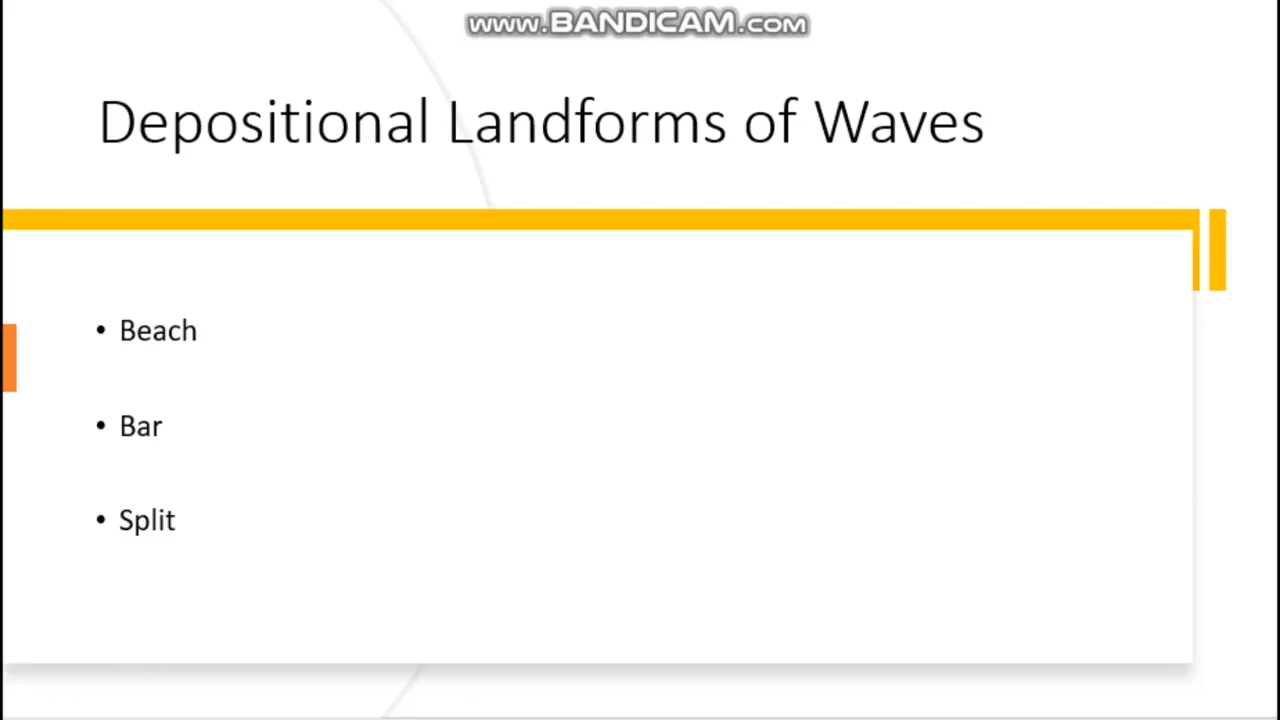 www.BANDICAM.com
Depositional Landforms of Waves
• Beach
• Bar
• Split